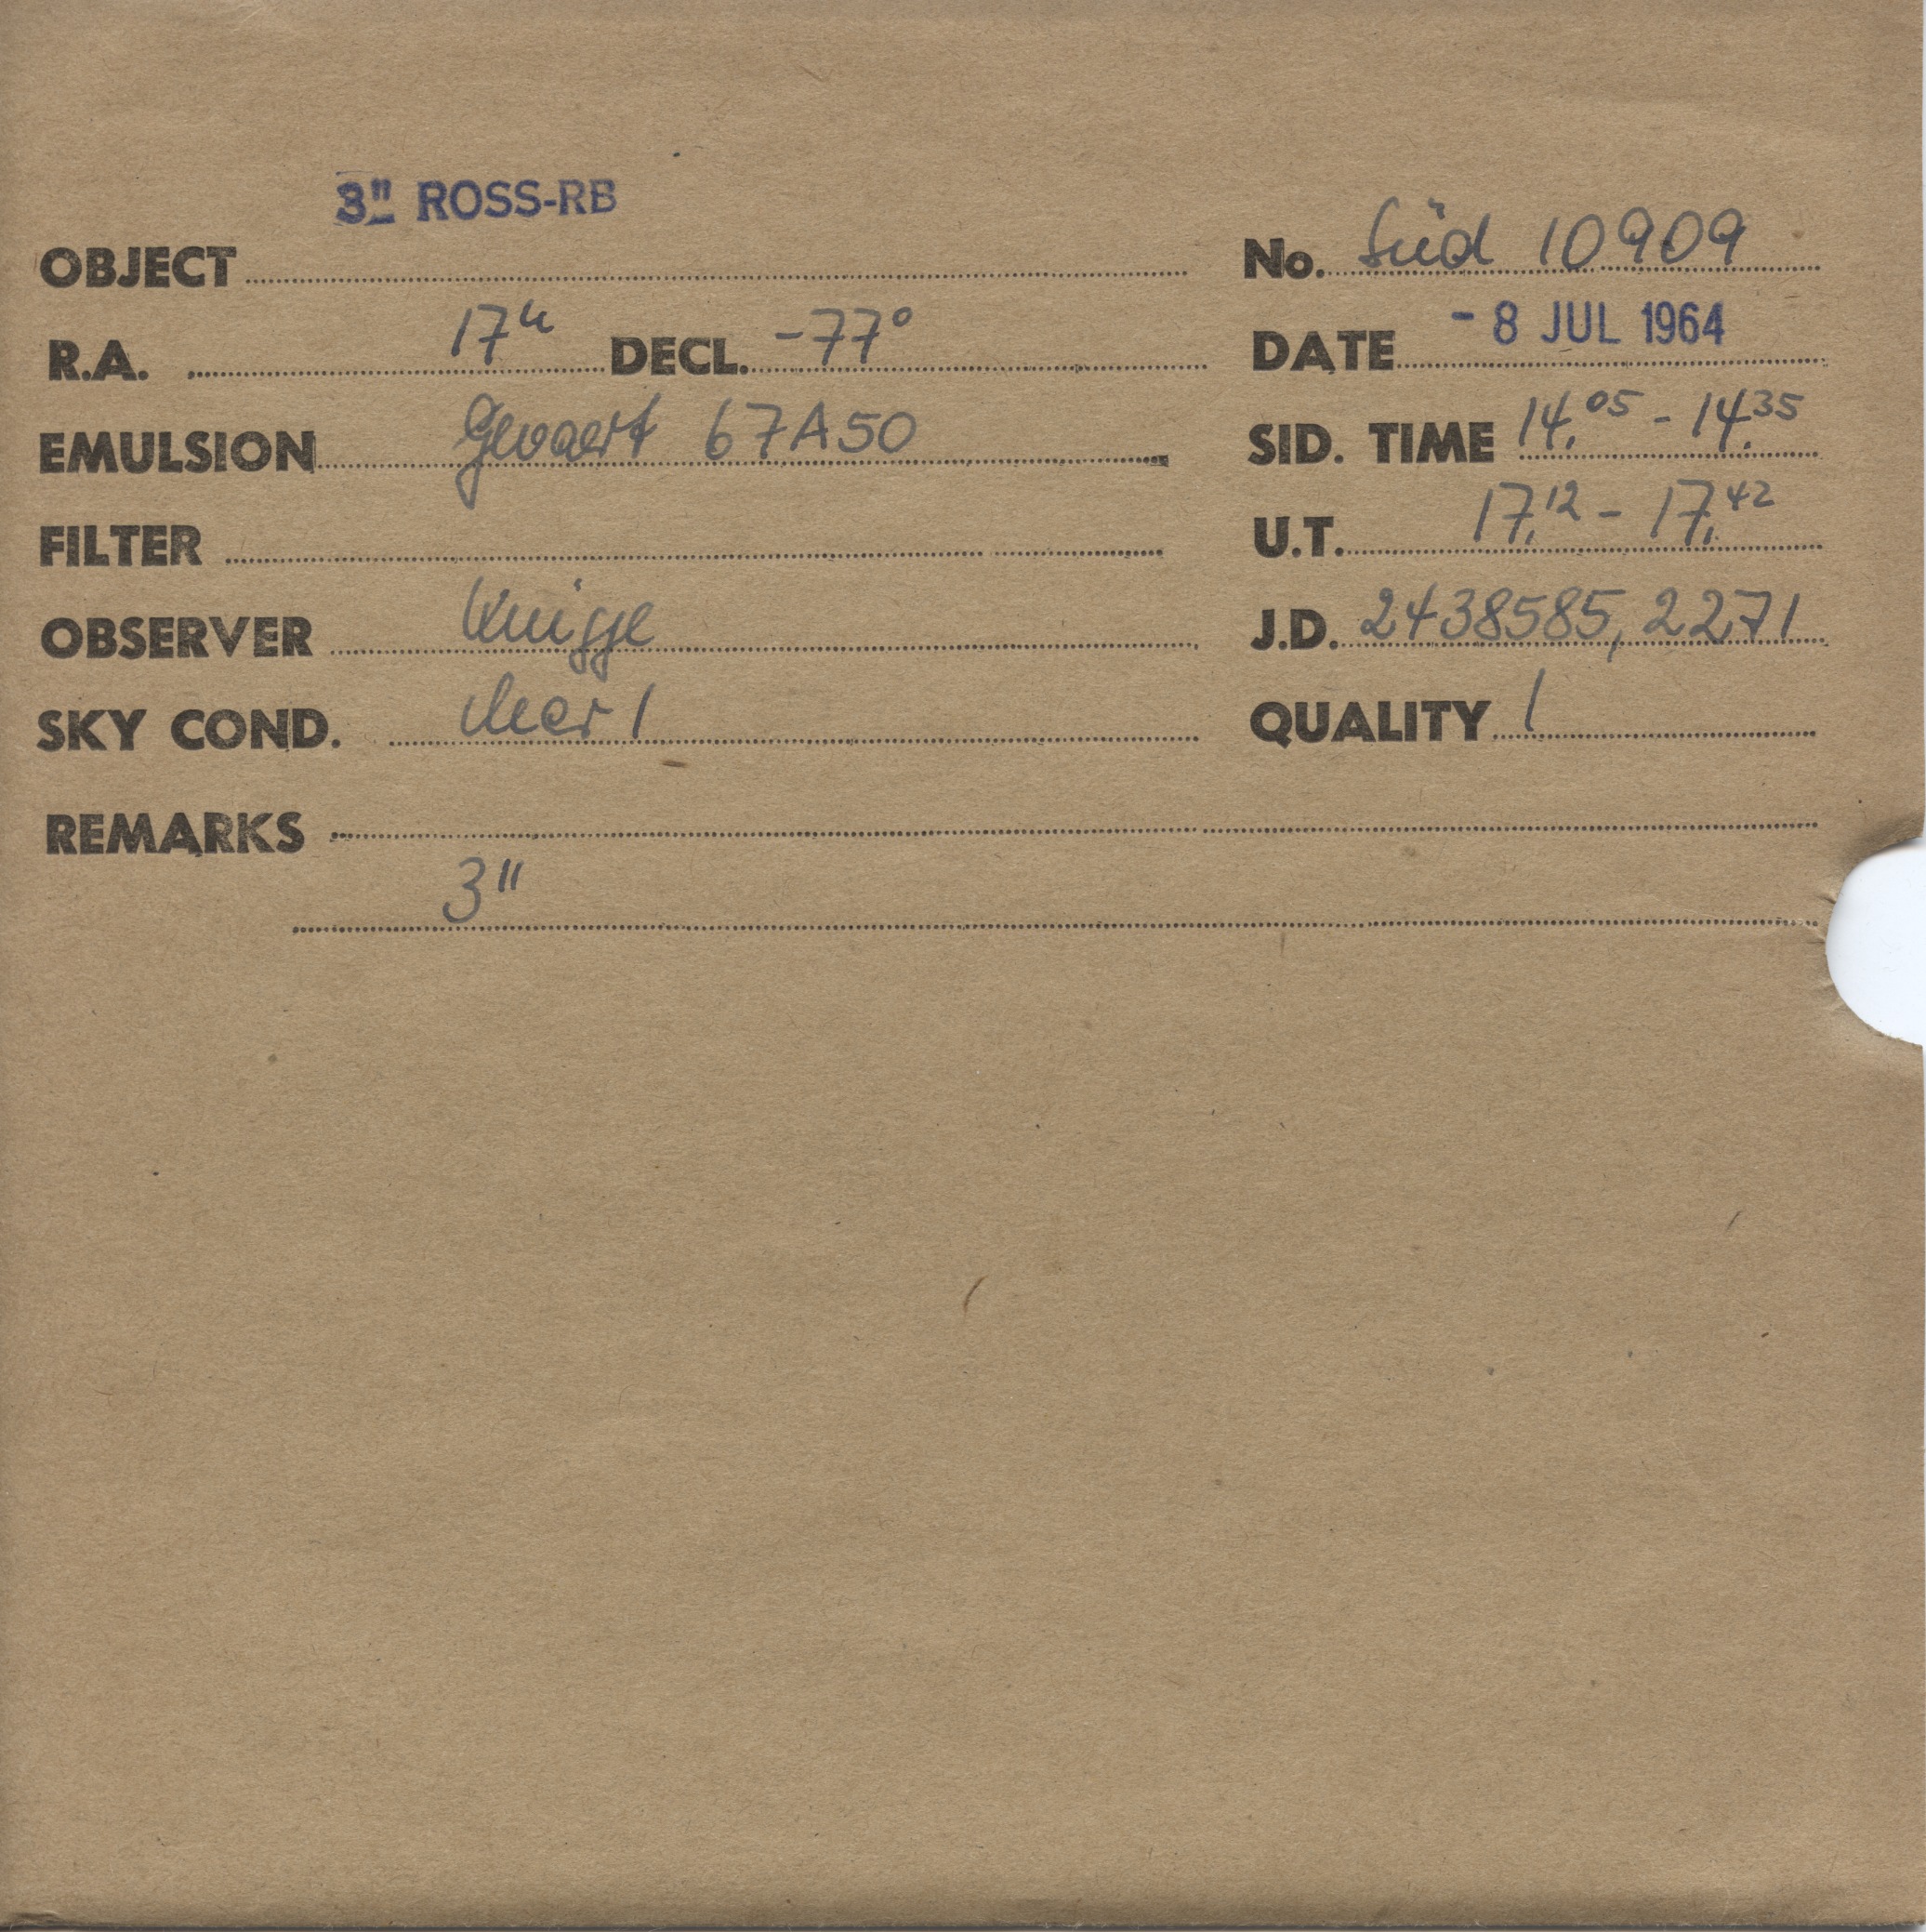 3" ROSS-RB
OBJECT
No. Süd 10909
R.A. 17h DECL. -77°
DATE - 8 JUL 1964
EMULSION Gevaert 67A50
SID. TIME 14.05 - 14.35
FILTER
U.T. 17.12 - 17.42
OBSERVER Knigge
J.D. 2438585,2271
SKY COND. clear 1
QUALITY 1
REMARKS
3"